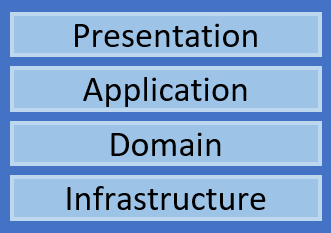 Presentation
Application
Domain
Infrastructure